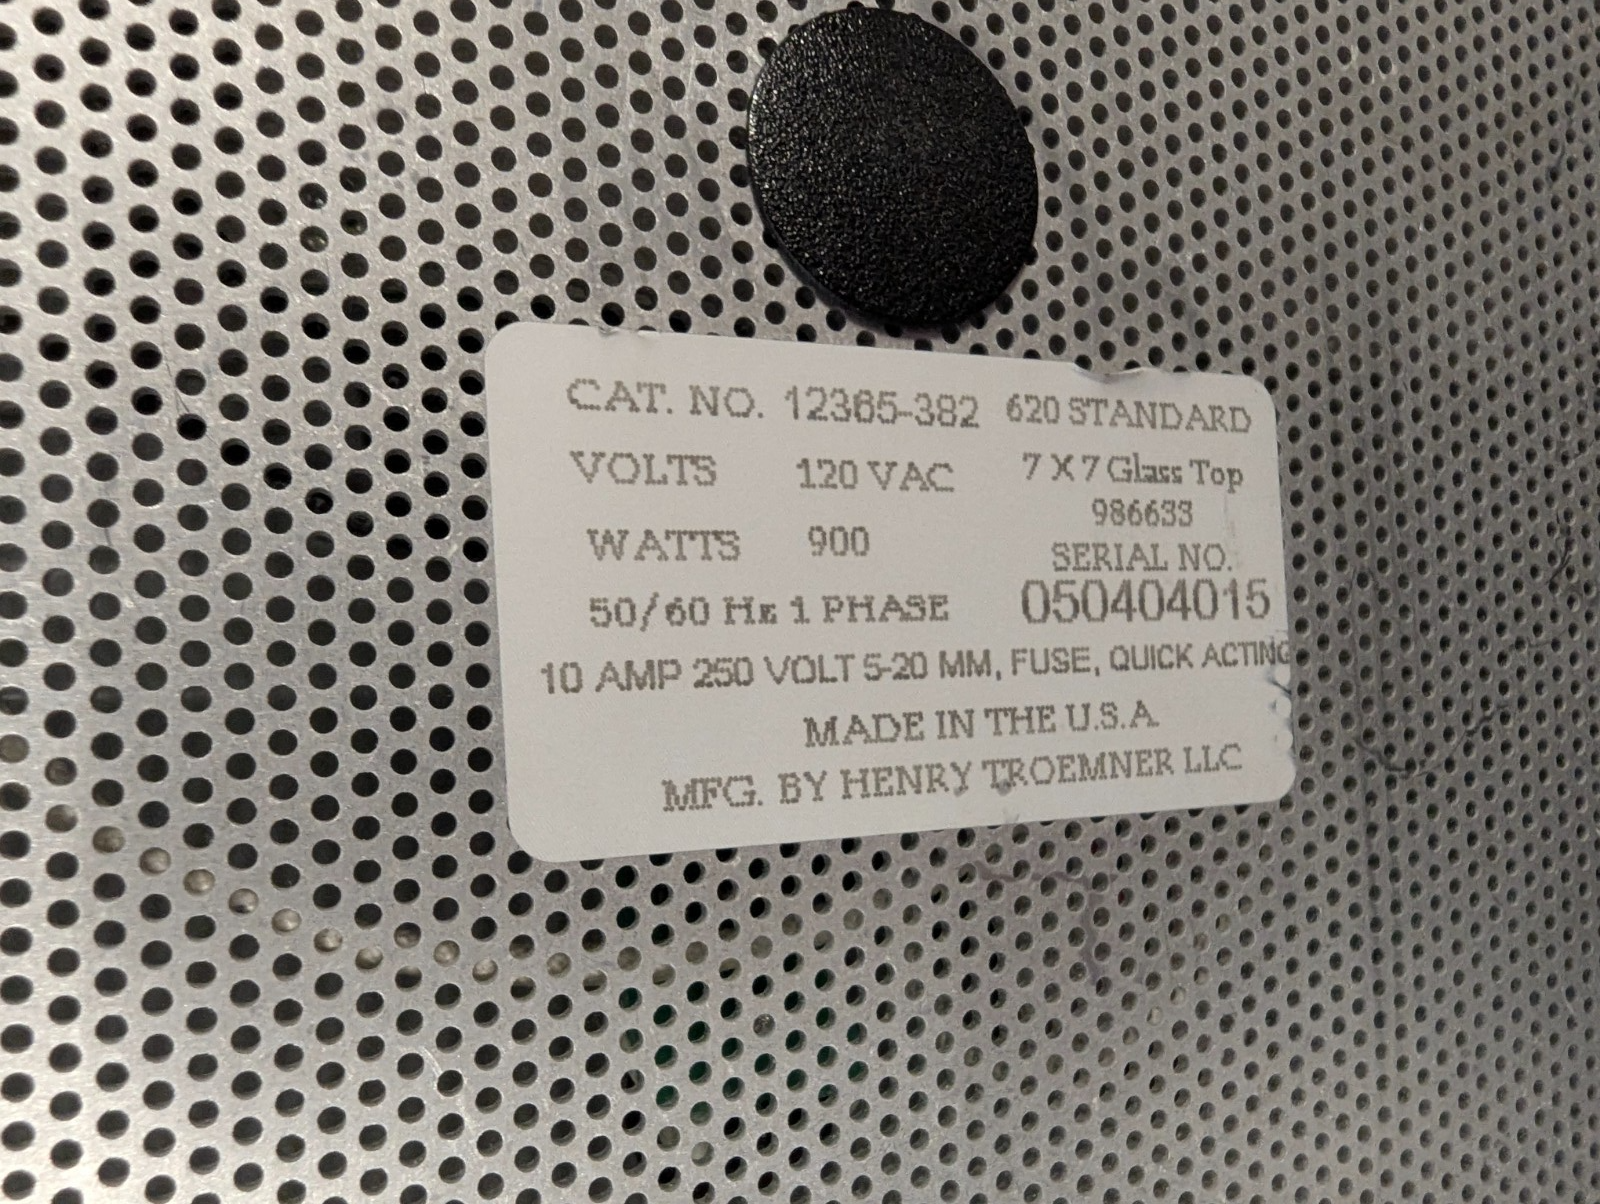 CAT. NO. 12365-382 620 STANDARD
VOLTS 120 VAC 7 X 7 Glass Top
986633
WATTS 900 SERIAL NO.
50/60 Hz 1 PHASE 050404015
10 AMP 250 VOLT 5-20 MM, FUSE, QUICK ACTING
MADE IN THE U.S.A.
MFG. BY HENRY TROEMNER LLC